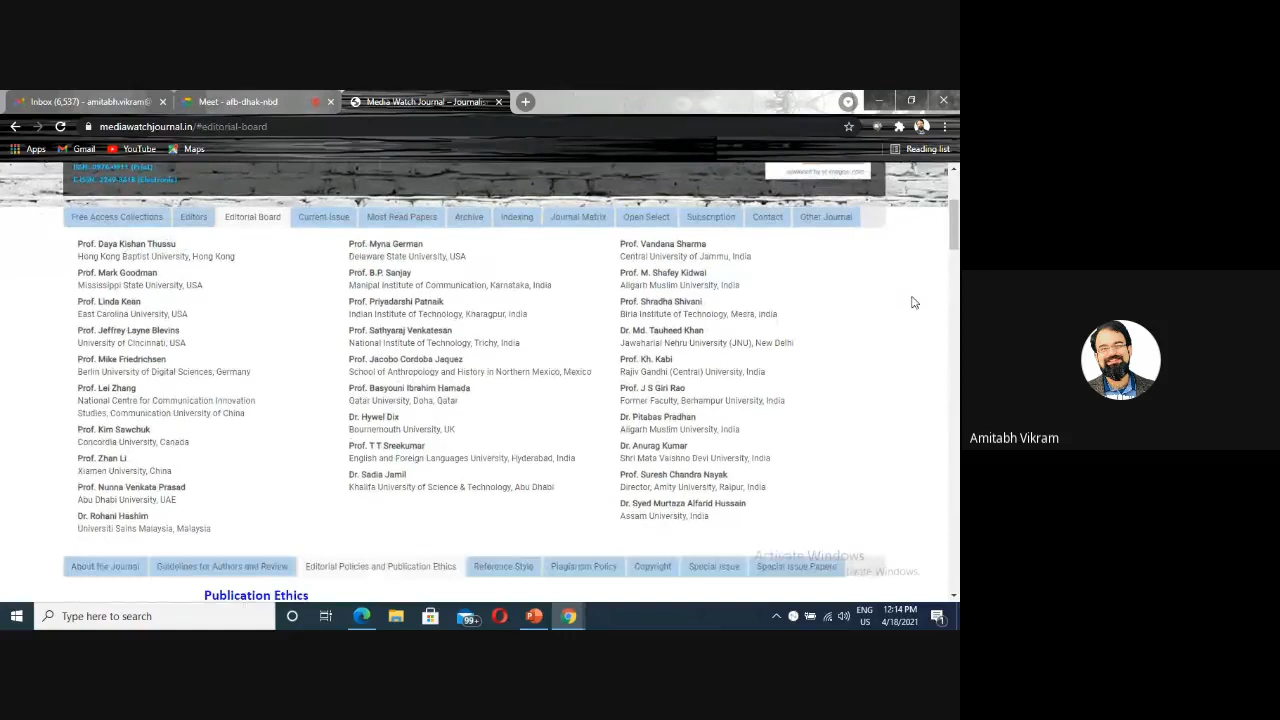 Inbox (6,537) - amitabh.vikram@
Meet - afb-dhak-nbd
Media Watch Journal – Journal
mediawatchjournal.in/#editorial-board
Apps
Gmail
YouTube
Maps
Reading list
(Print)
(Electronic)
Free Access Collections
Editors
Editorial Board
Current Issue
Most Read Papers
Archive
Indexing
Journal Matrix
Open Select
Subscription
Contact
Other Journal
Prof. Daya Kishan Thussu
Hong Kong Baptist University, Hong Kong
Prof. Mark Goodman
Mississippi State University, USA
Prof. Linda Kean
East Carolina University, USA
Prof. Jeffrey Layne Blevins
University of Cincinnati, USA
Prof. Mike Friedrichsen
Berlin University of Digital Sciences, Germany
Prof. Lei Zhang
National Centre for Communication Innovation
Studies, Communication University of China
Prof. Kim Sawchuk
Concordia University, Canada
Prof. Zhan Li
Xiamen University, China
Prof. Nunna Venkata Prasad
Abu Dhabi University, UAE
Dr. Rohani Hashim
Universiti Sains Malaysia, Malaysia
Prof. Myna German
Delaware State University, USA
Prof. B.P. Sanjay
Manipal Institute of Communication, Karnataka, India
Prof. Priyadarshi Patnaik
Indian Institute of Technology, Kharagpur, India
Prof. Sathyaraj Venkatesan
National Institute of Technology, Trichy, India
Prof. Jacobo Cordoba Jaquez
School of Anthropology and History in Northern Mexico, Mexico
Prof. Basyouni Ibrahim Hamada
Qatar University, Doha, Qatar
Dr. Hywel Dix
Bournemouth University, UK
Prof. T T Sreekumar
English and Foreign Languages University, Hyderabad, India
Dr. Sadia Jamil
Khalifa University of Science & Technology, Abu Dhabi
Prof. Vandana Sharma
Central University of Jammu, India
Prof. M. Shafey Kidwai
Aligarh Muslim University, India
Prof. Shradha Shivani
Birla Institute of Technology, Mesra, India
Dr. Md. Tauheed Khan
Jawaharlal Nehru University (JNU), New Delhi
Prof. Kh. Kabi
Rajiv Gandhi (Central) University, India
Prof. J S Giri Rao
Former Faculty, Berhampur University, India
Dr. Pitabas Pradhan
Aligarh Muslim University, India
Dr. Anurag Kumar
Shri Mata Vaishno Devi University, India
Prof. Suresh Chandra Nayak
Director, Amity University, Raipur, India
Dr. Syed Murtaza Alfarid Hussain
Assam University, India
Activate Windows
About the Journal
Guidelines for Authors and Review
Editorial Policies and Publication Ethics
Reference Style
Plagiarism Policy
Copyright
Special Issue
Special Issue Papers
Windows.
Publication Ethics
Type here to search
99+
ENG
US
12:14 PM
4/18/2021
1
Amitabh Vikram